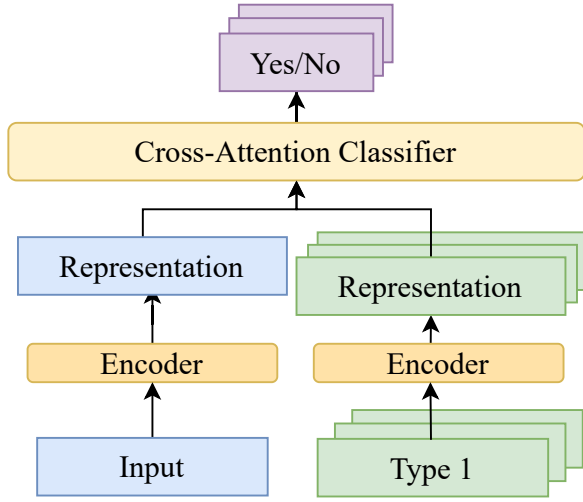 Yes/No
Cross-Attention Classifier
Representation
Representation
Encoder
Encoder
Input
Type 1